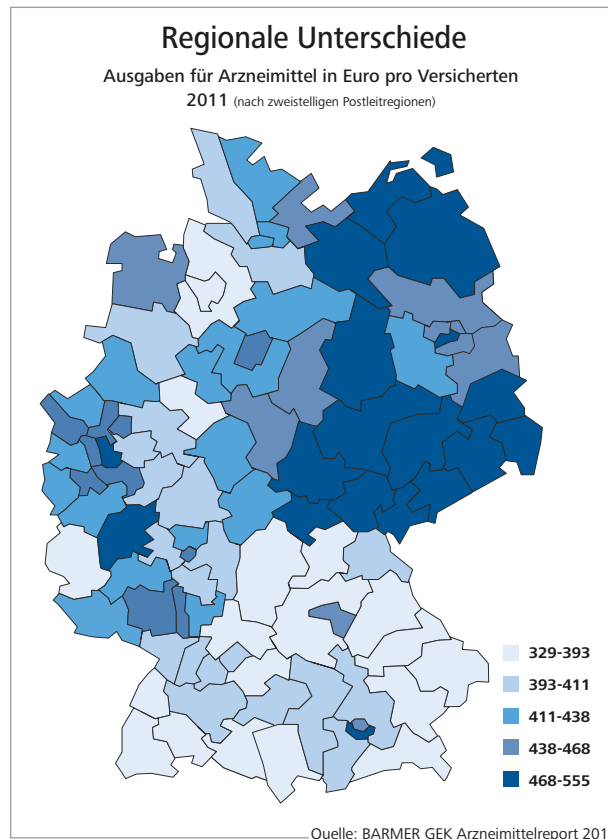 Regionale Unterschiede
Ausgaben für Arzneimittel in Euro pro Versicherten
2011 (nach zweistelligen Postleitregionen)
329-393
393-411
411-438
438-468
468-555
Quelle: BARMER GEK Arzneimittelreport 201